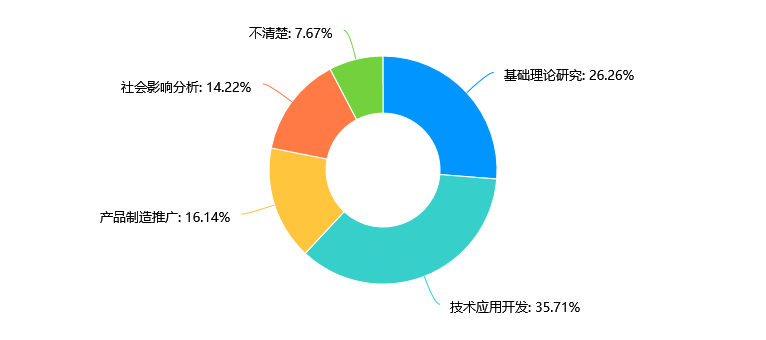 不清楚: 7.67%
基础理论研究: 26.26%
社会影响分析: 14.22%
产品制造推广: 16.14%
技术应用开发: 35.71%